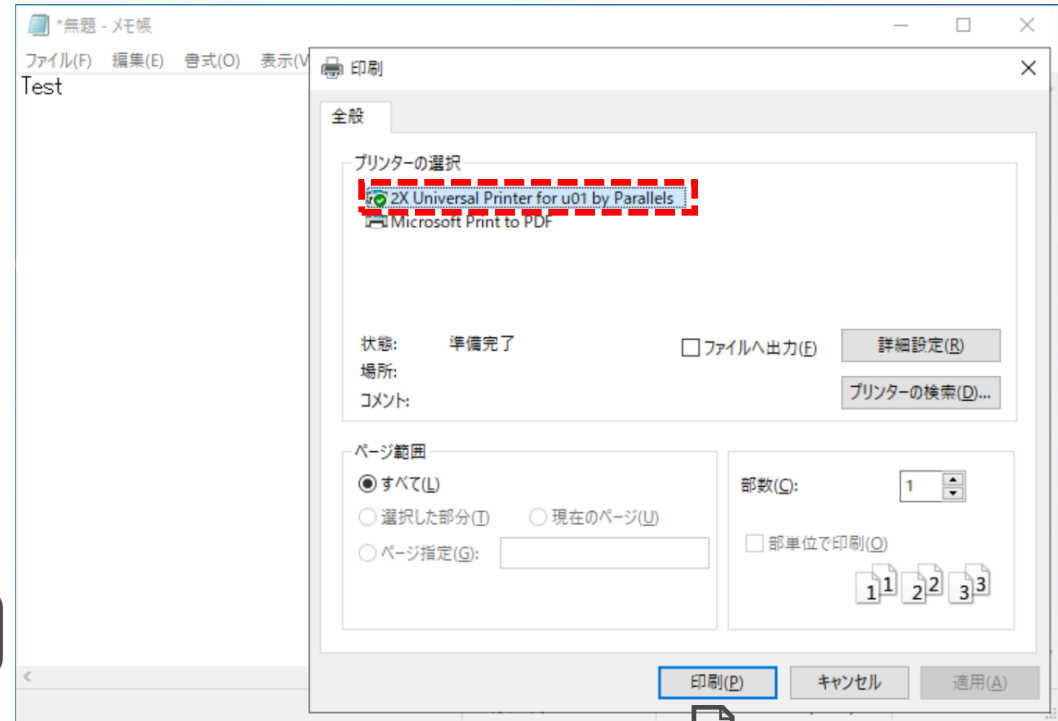 *無題 - メモ帳
ファイル(F) 編集(E) 書式(O) 表示(V
Test
印刷
全般
プリンターの選択
2X Universal Printer for u01 by Parallels
Microsoft Print to PDF
状態: 準備完了
場所:
コメント:
ファイルへ出力(F)
詳細設定(R)
プリンターの検索(D)...
ページ範囲
すべて(L)
選択した部分(T) 現在のページ(U)
ページ指定(G):
部数(C): 1
部単位で印刷(O)
1 1 2 2 3 3
印刷(P) キャンセル 適用(A)